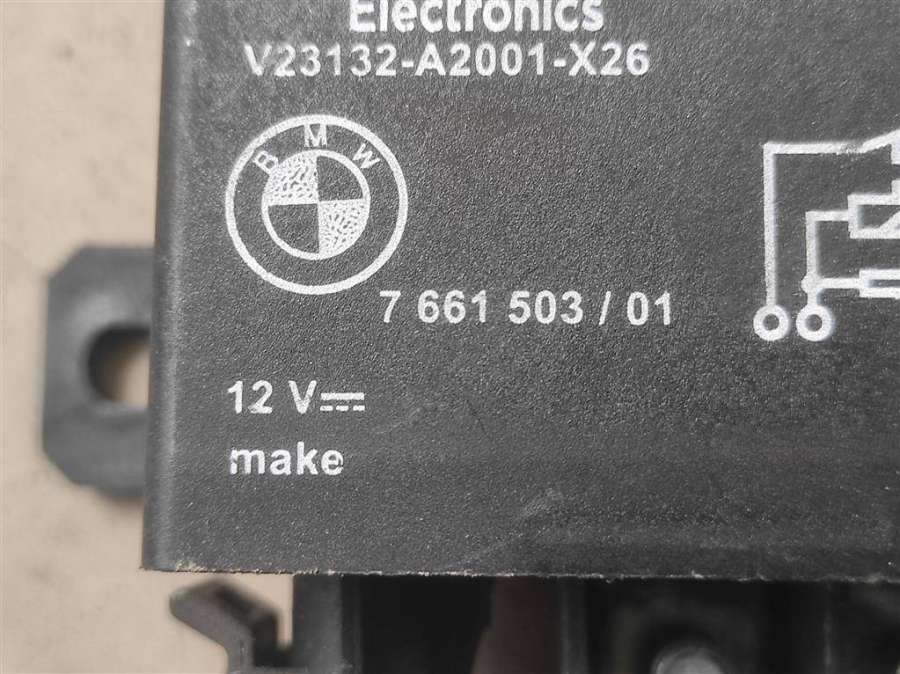 Electronics
V23132-A2001-X26
BMW
7 661 503 / 01
12 V⎓
make